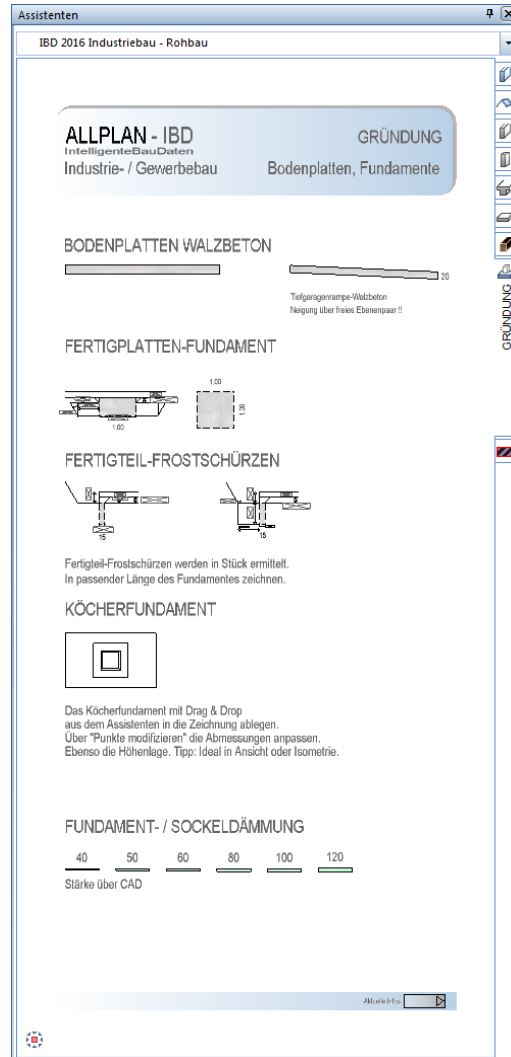 Assistenten
IBD 2016 Industriebau - Rohbau
ALLPLAN - IBD
IntelligenteBauDaten
Industrie- / Gewerbebau
GRÜNDUNG
Bodenplatten, Fundamente
GRÜNDUNG
BODENPLATTEN WALZBETON
20
Tiefgaragenrampe-Walzbeton
Neigung über freies Ebenenpaar !!
FERTIGPLATTEN-FUNDAMENT
1.00
1.00
FERTIGTEIL-FROSTSCHÜRZEN
15
15
Fertigteil-Frostschürzen werden in Stück ermittelt.
In passender Länge des Fundamentes zeichnen.
KÖCHERFUNDAMENT
Das Köcherfundament mit Drag & Drop
aus dem Assistenten in die Zeichnung ablegen.
Über "Punkte modifizieren" die Abmessungen anpassen.
Ebenso die Höhenlage. Tipp: Ideal in Ansicht oder Isometrie.
FUNDAMENT- / SOCKELDÄMMUNG
40 50 60 80 100 120
Stärke über CAD
Aktuelle Infos